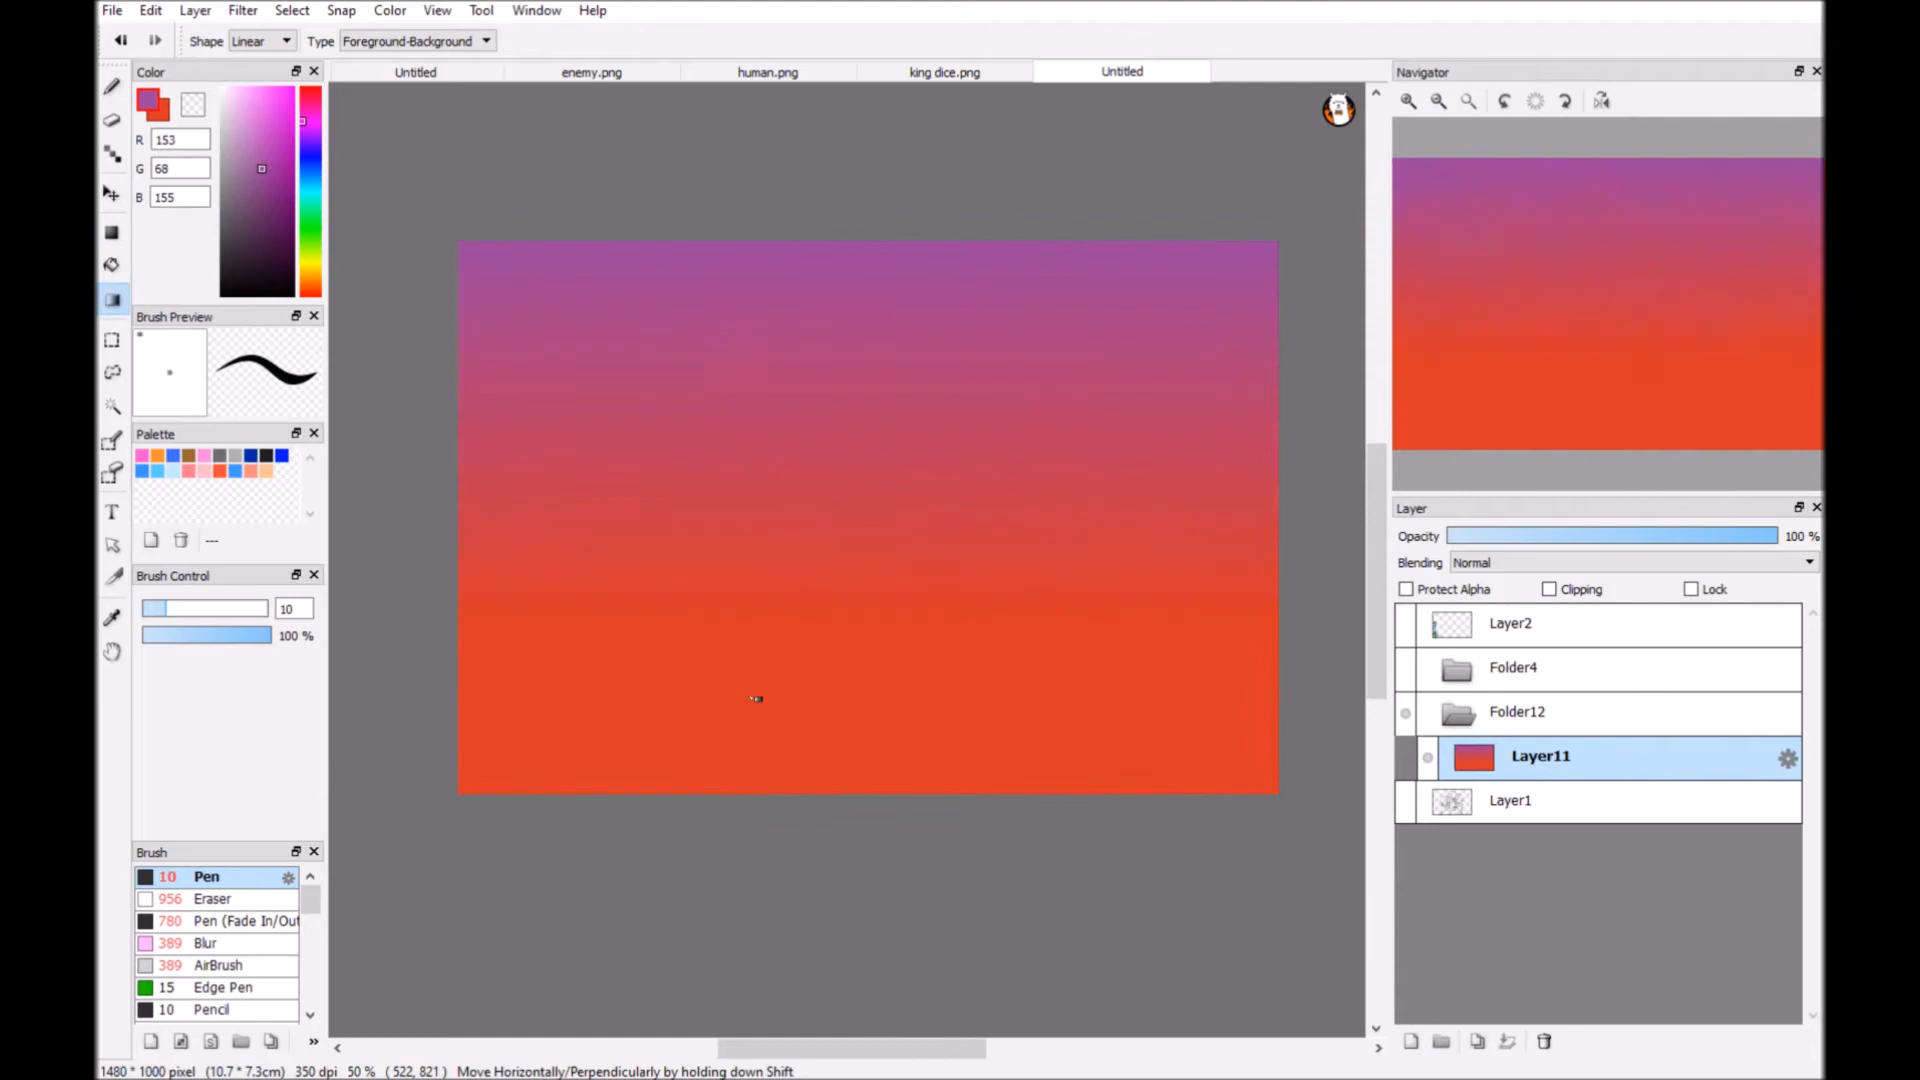 File Edit Layer Filter Select Snap Color View Tool Window Help
Shape Linear Type Foreground-Background
Color
Untitled enemy.png human.png king dice.png Untitled
Navigator
R 153
G 68
B 155
Brush Preview
Palette
---
Brush Control
10
100 %
Layer
Opacity 100 %
Blending Normal
Protect Alpha Clipping Lock
Layer2
Folder4
Folder12
Layer11
Layer1
Brush
10 Pen
956 Eraser
780 Pen (Fade In/Out
389 Blur
389 AirBrush
15 Edge Pen
10 Pencil
1480 * 1000 pixel (10.7 * 7.3cm) 350 dpi 50 % ( 522, 821 ) Move Horizontally/Perpendicularly by holding down Shift